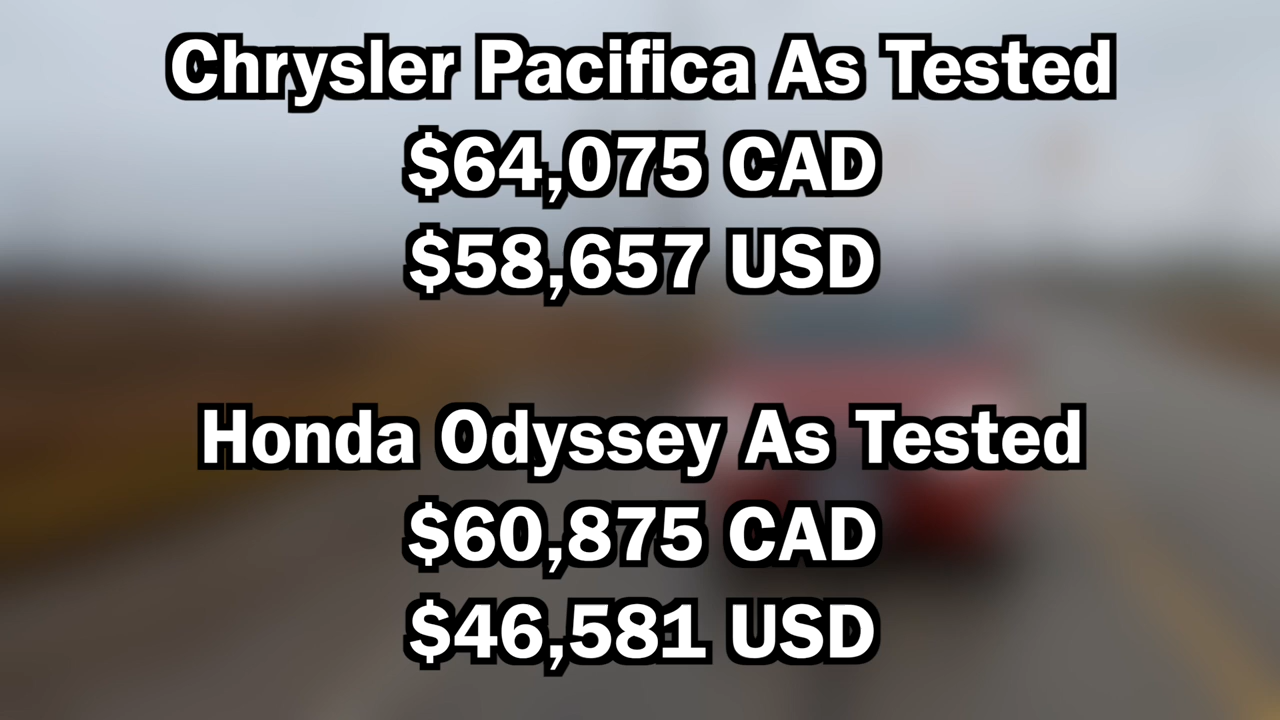 Chrysler Pacifica As Tested
$64,075 CAD
$58,657 USD
Honda Odyssey As Tested
$60,875 CAD
$46,581 USD